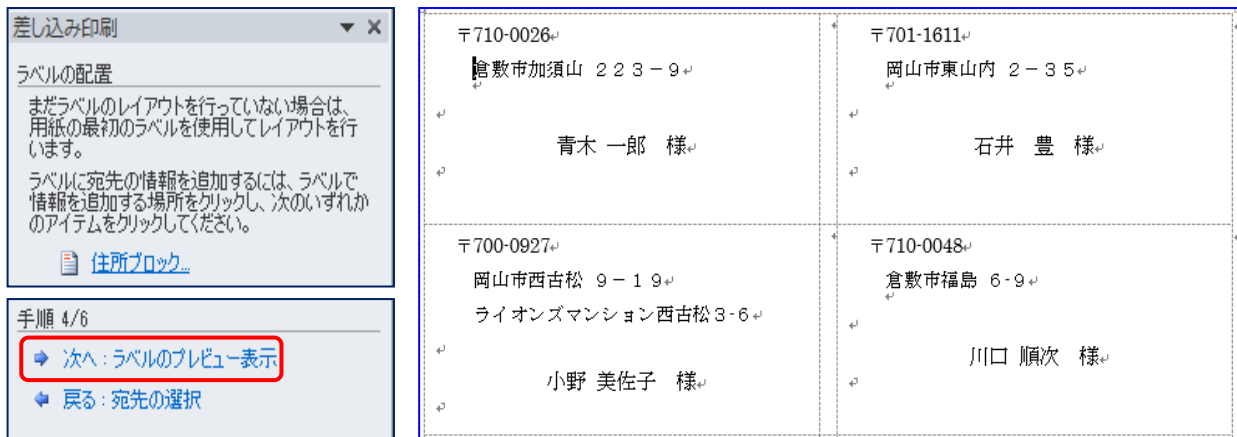 差し込み印刷
ラベルの配置
まだラベルのレイアウトを行っていない場合は、
用紙の最初のラベルを使用してレイアウトを行
います。
ラベルに宛先の情報を追加するには、ラベルで
情報を追加する場所をクリックし、次のいずれか
のアイテムをクリックしてください。
住所ブロック...
手順 4/6
次へ：ラベルのプレビュー表示
戻る：宛先の選択
〒710-0026
倉敷市加須山 ２２３－９
青木 一郎　様
〒701-1611
岡山市東山内 ２－３５
石井　豊　様
〒700-0927
岡山市西古松 ９－１９
ライオンズマンション西古松３-６
小野 美佐子　様
〒710-0048
倉敷市福島 ６-９
川口 順次　様